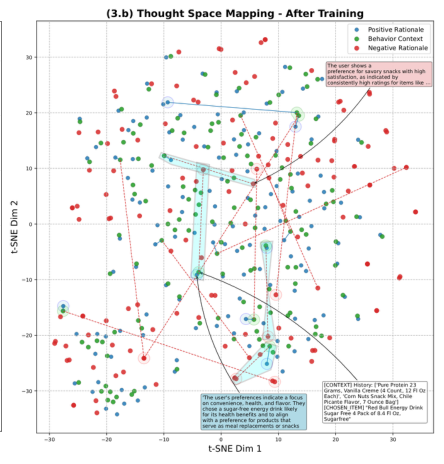 (3.b) Thought Space Mapping - After Training
Positive Rationale
Behavior Context
Negative Rationale
The user shows a
preference for savory snacks with high
satisfaction, as indicated by
consistently high ratings for items like ...
t-SNE Dim 2
30
20
10
0
−10
−20
−30
'The user's preferences indicate a focus
on convenience, health, and flavor. They
chose a sugar-free energy drink likely
for its health benefits and to align
with a preference for products that
serve as meal replacements or snacks
[CONTEXT] History: ['Pure Protein 23
Grams, Vanilla Creme (4 Count, 12 Fl Oz
Each)', 'Corn Nuts Snack Mix, Chile
Picante Flavor, 7 Ounce Bag']
[CHOSEN_ITEM] "Red Bull Energy Drink
Sugar Free 4 Pack of 8.4 Fl Oz,
Sugarfree"
−30
−20
−10
0
10
20
30
t-SNE Dim 1